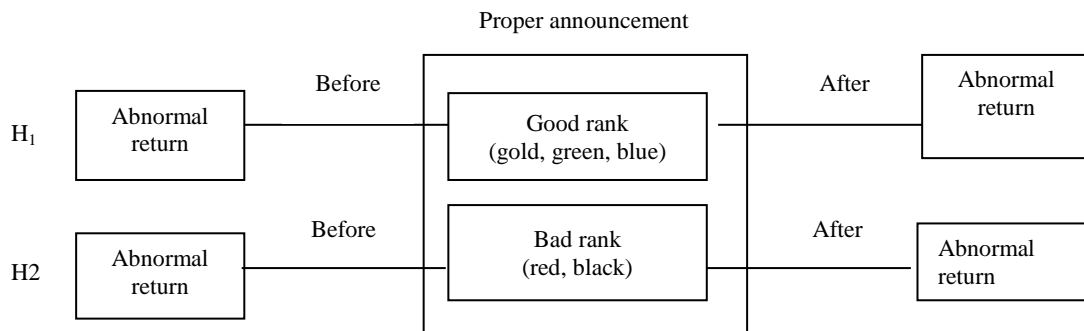 Proper announcement
Before
After
H₁
Abnormal
return
Good rank
(gold, green, blue)
Abnormal
return
Before
After
H2
Abnormal
return
Bad rank
(red, black)
Abnormal
return